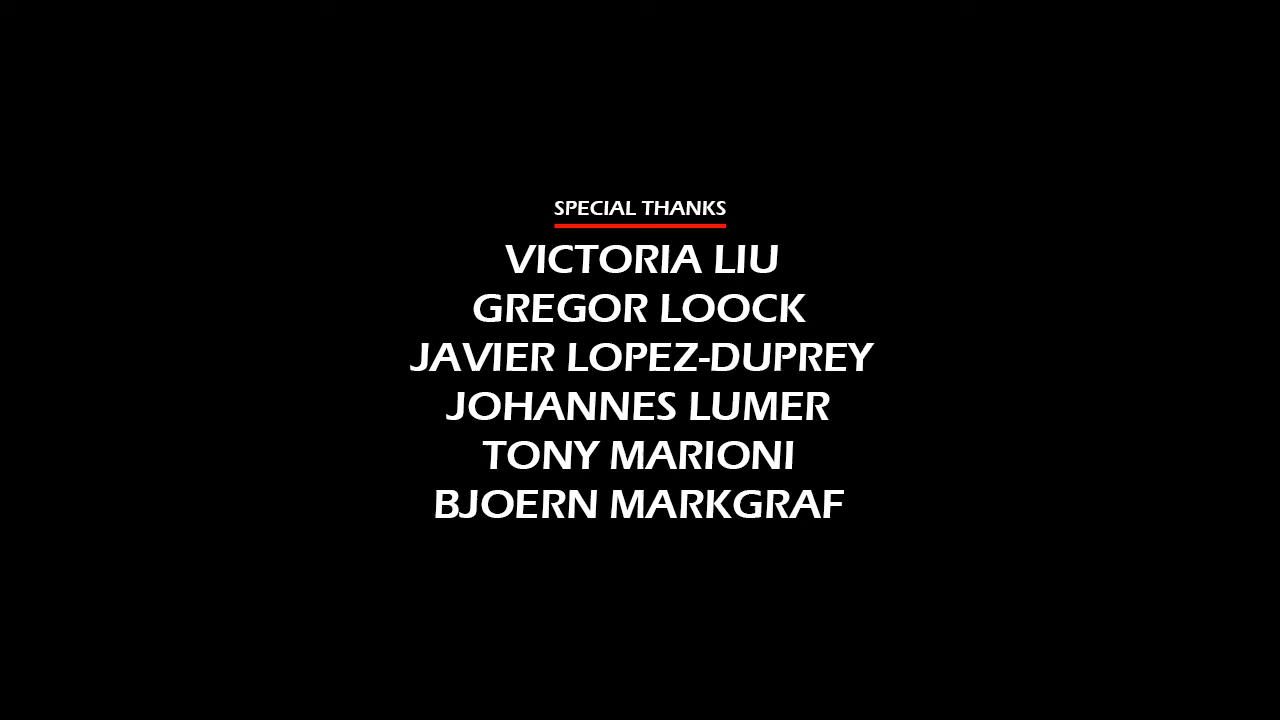 SPECIAL THANKS
VICTORIA LIU
GREGOR LOOCK
JAVIER LOPEZ-DUPREY
JOHANNES LUMER
TONY MARIONI
BJOERN MARKGRAF